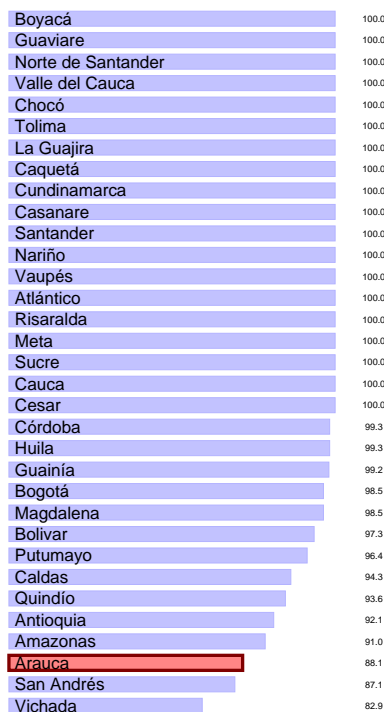 Boyacá 100.0
Guaviare 100.0
Norte de Santander 100.0
Valle del Cauca 100.0
Chocó 100.0
Tolima 100.0
La Guajira 100.0
Caquetá 100.0
Cundinamarca 100.0
Casanare 100.0
Santander 100.0
Nariño 100.0
Vaupés 100.0
Atlántico 100.0
Risaralda 100.0
Meta 100.0
Sucre 100.0
Cauca 100.0
Cesar 100.0
Córdoba 99.3
Huila 99.3
Guainía 99.2
Bogotá 98.5
Magdalena 98.5
Bolivar 97.3
Putumayo 96.4
Caldas 94.3
Quindío 93.6
Antioquia 92.1
Amazonas 91.0
Arauca 88.1
San Andrés 87.1
Vichada 82.9